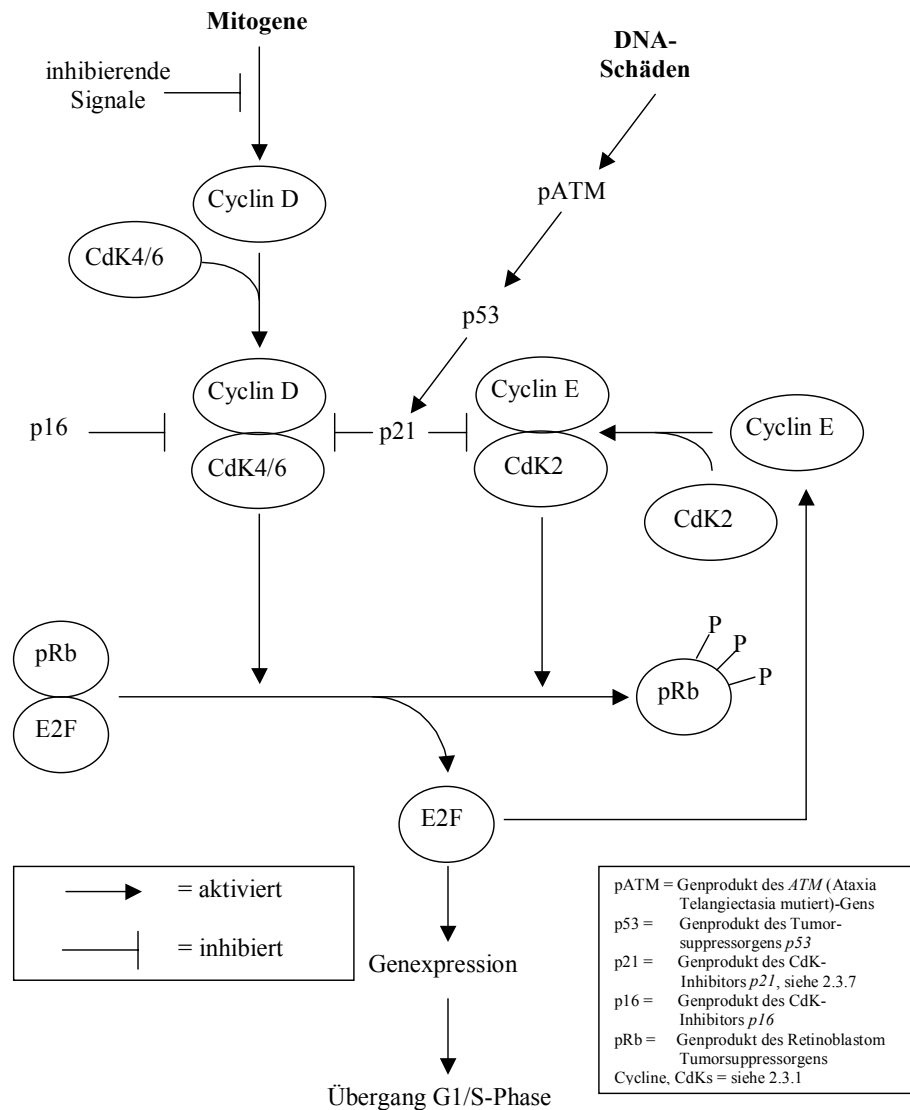 Mitogene
DNA-
Schäden
inhibierende
Signale
Cyclin D
pATM
CdK4/6
p53
Cyclin D
Cyclin E
p16
p21
Cyclin E
CdK4/6
CdK2
CdK2
pRb
E2F
P
P
P
pRb
E2F
= aktiviert
= inhibiert
Genexpression
Übergang G1/S-Phase
pATM = Genprodukt des ATM (Ataxia
Telangiectasia mutiert)-Gens
p53 = Genprodukt des Tumor-
suppressorgens p53
p21 = Genprodukt des CdK-
Inhibitors p21, siehe 2.3.7
p16 = Genprodukt des CdK-
Inhibitors p16
pRb = Genprodukt des Retinoblastom
Tumorsuppressorgens
Cycline, CdKs = siehe 2.3.1